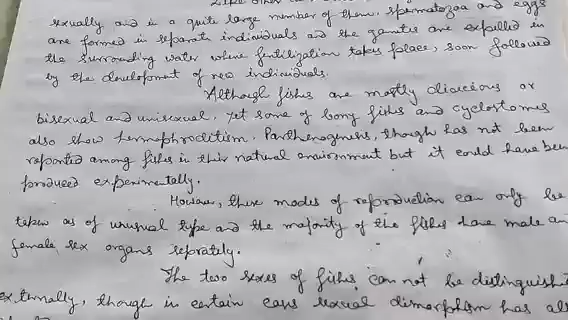 sexually and in a quite large number of them. spermatozoa and eggs
are formed in separate individuals and the gametes are expelled in
the surrounding water where fertilization takes place, soon followed
by the development of new individuals.
Although fishes are mostly dioecious or
bisexual and unisexual, yet some of bony fishes and cyclostomes
also show hermaphroditism. Parthenogenesis, though has not been
reported among fishes in their natural environment but it could have been
produced experimentally.
However, these modes of reproduction can only be
taken as of unusual type and the majority of the fishes have male an
female sex organs seprately.
The two sexes of fishes can not be distinguishe
externally, though in certain cases sexual dimorphism has als